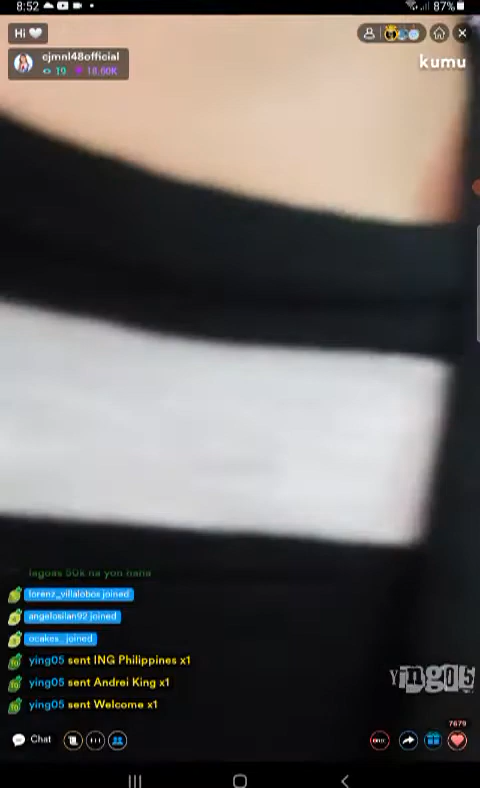 8:52
87%
Hi
cjmnl48official
19 18.60K
kumu
lagoas 50k na yon hana
lorenz_villalobos joined
angelosilan92 joined
ocakes_ joined
ying05 sent ING Philippines x1
ying05 sent Andrei King x1
ying05 sent Welcome x1
Ying05
7679
Chat